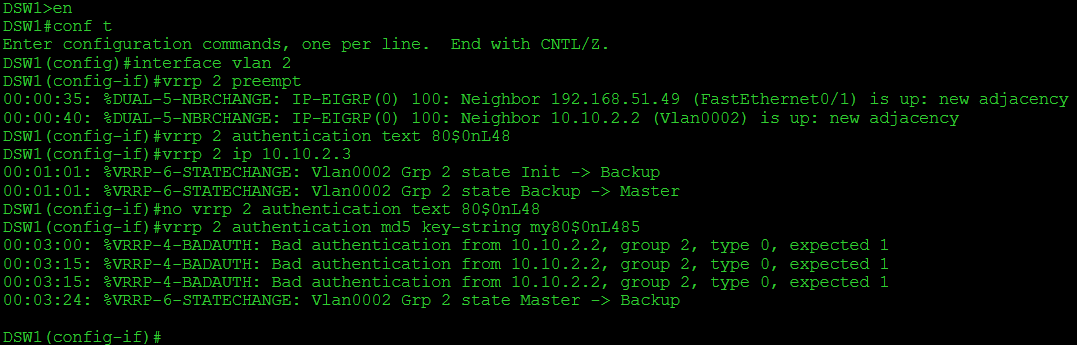 DSW1>en
DSW1#conf t
Enter configuration commands, one per line.  End with CNTL/Z.
DSW1(config)#interface vlan 2
DSW1(config-if)#vrrp 2 preempt
00:00:35: %DUAL-5-NBRCHANGE: IP-EIGRP(0) 100: Neighbor 192.168.51.49 (FastEthernet0/1) is up: new adjacency
00:00:40: %DUAL-5-NBRCHANGE: IP-EIGRP(0) 100: Neighbor 10.10.2.2 (Vlan0002) is up: new adjacency
DSW1(config-if)#vrrp 2 authentication text 80$0nL48
DSW1(config-if)#vrrp 2 ip 10.10.2.3
00:01:01: %VRRP-6-STATECHANGE: Vlan0002 Grp 2 state Init -> Backup
00:01:01: %VRRP-6-STATECHANGE: Vlan0002 Grp 2 state Backup -> Master
DSW1(config-if)#no vrrp 2 authentication text 80$0nL48
DSW1(config-if)#vrrp 2 authentication md5 key-string my80$0nL485
00:03:00: %VRRP-4-BADAUTH: Bad authentication from 10.10.2.2, group 2, type 0, expected 1
00:03:15: %VRRP-4-BADAUTH: Bad authentication from 10.10.2.2, group 2, type 0, expected 1
00:03:15: %VRRP-4-BADAUTH: Bad authentication from 10.10.2.2, group 2, type 0, expected 1
00:03:24: %VRRP-6-STATECHANGE: Vlan0002 Grp 2 state Master -> Backup
DSW1(config-if)#